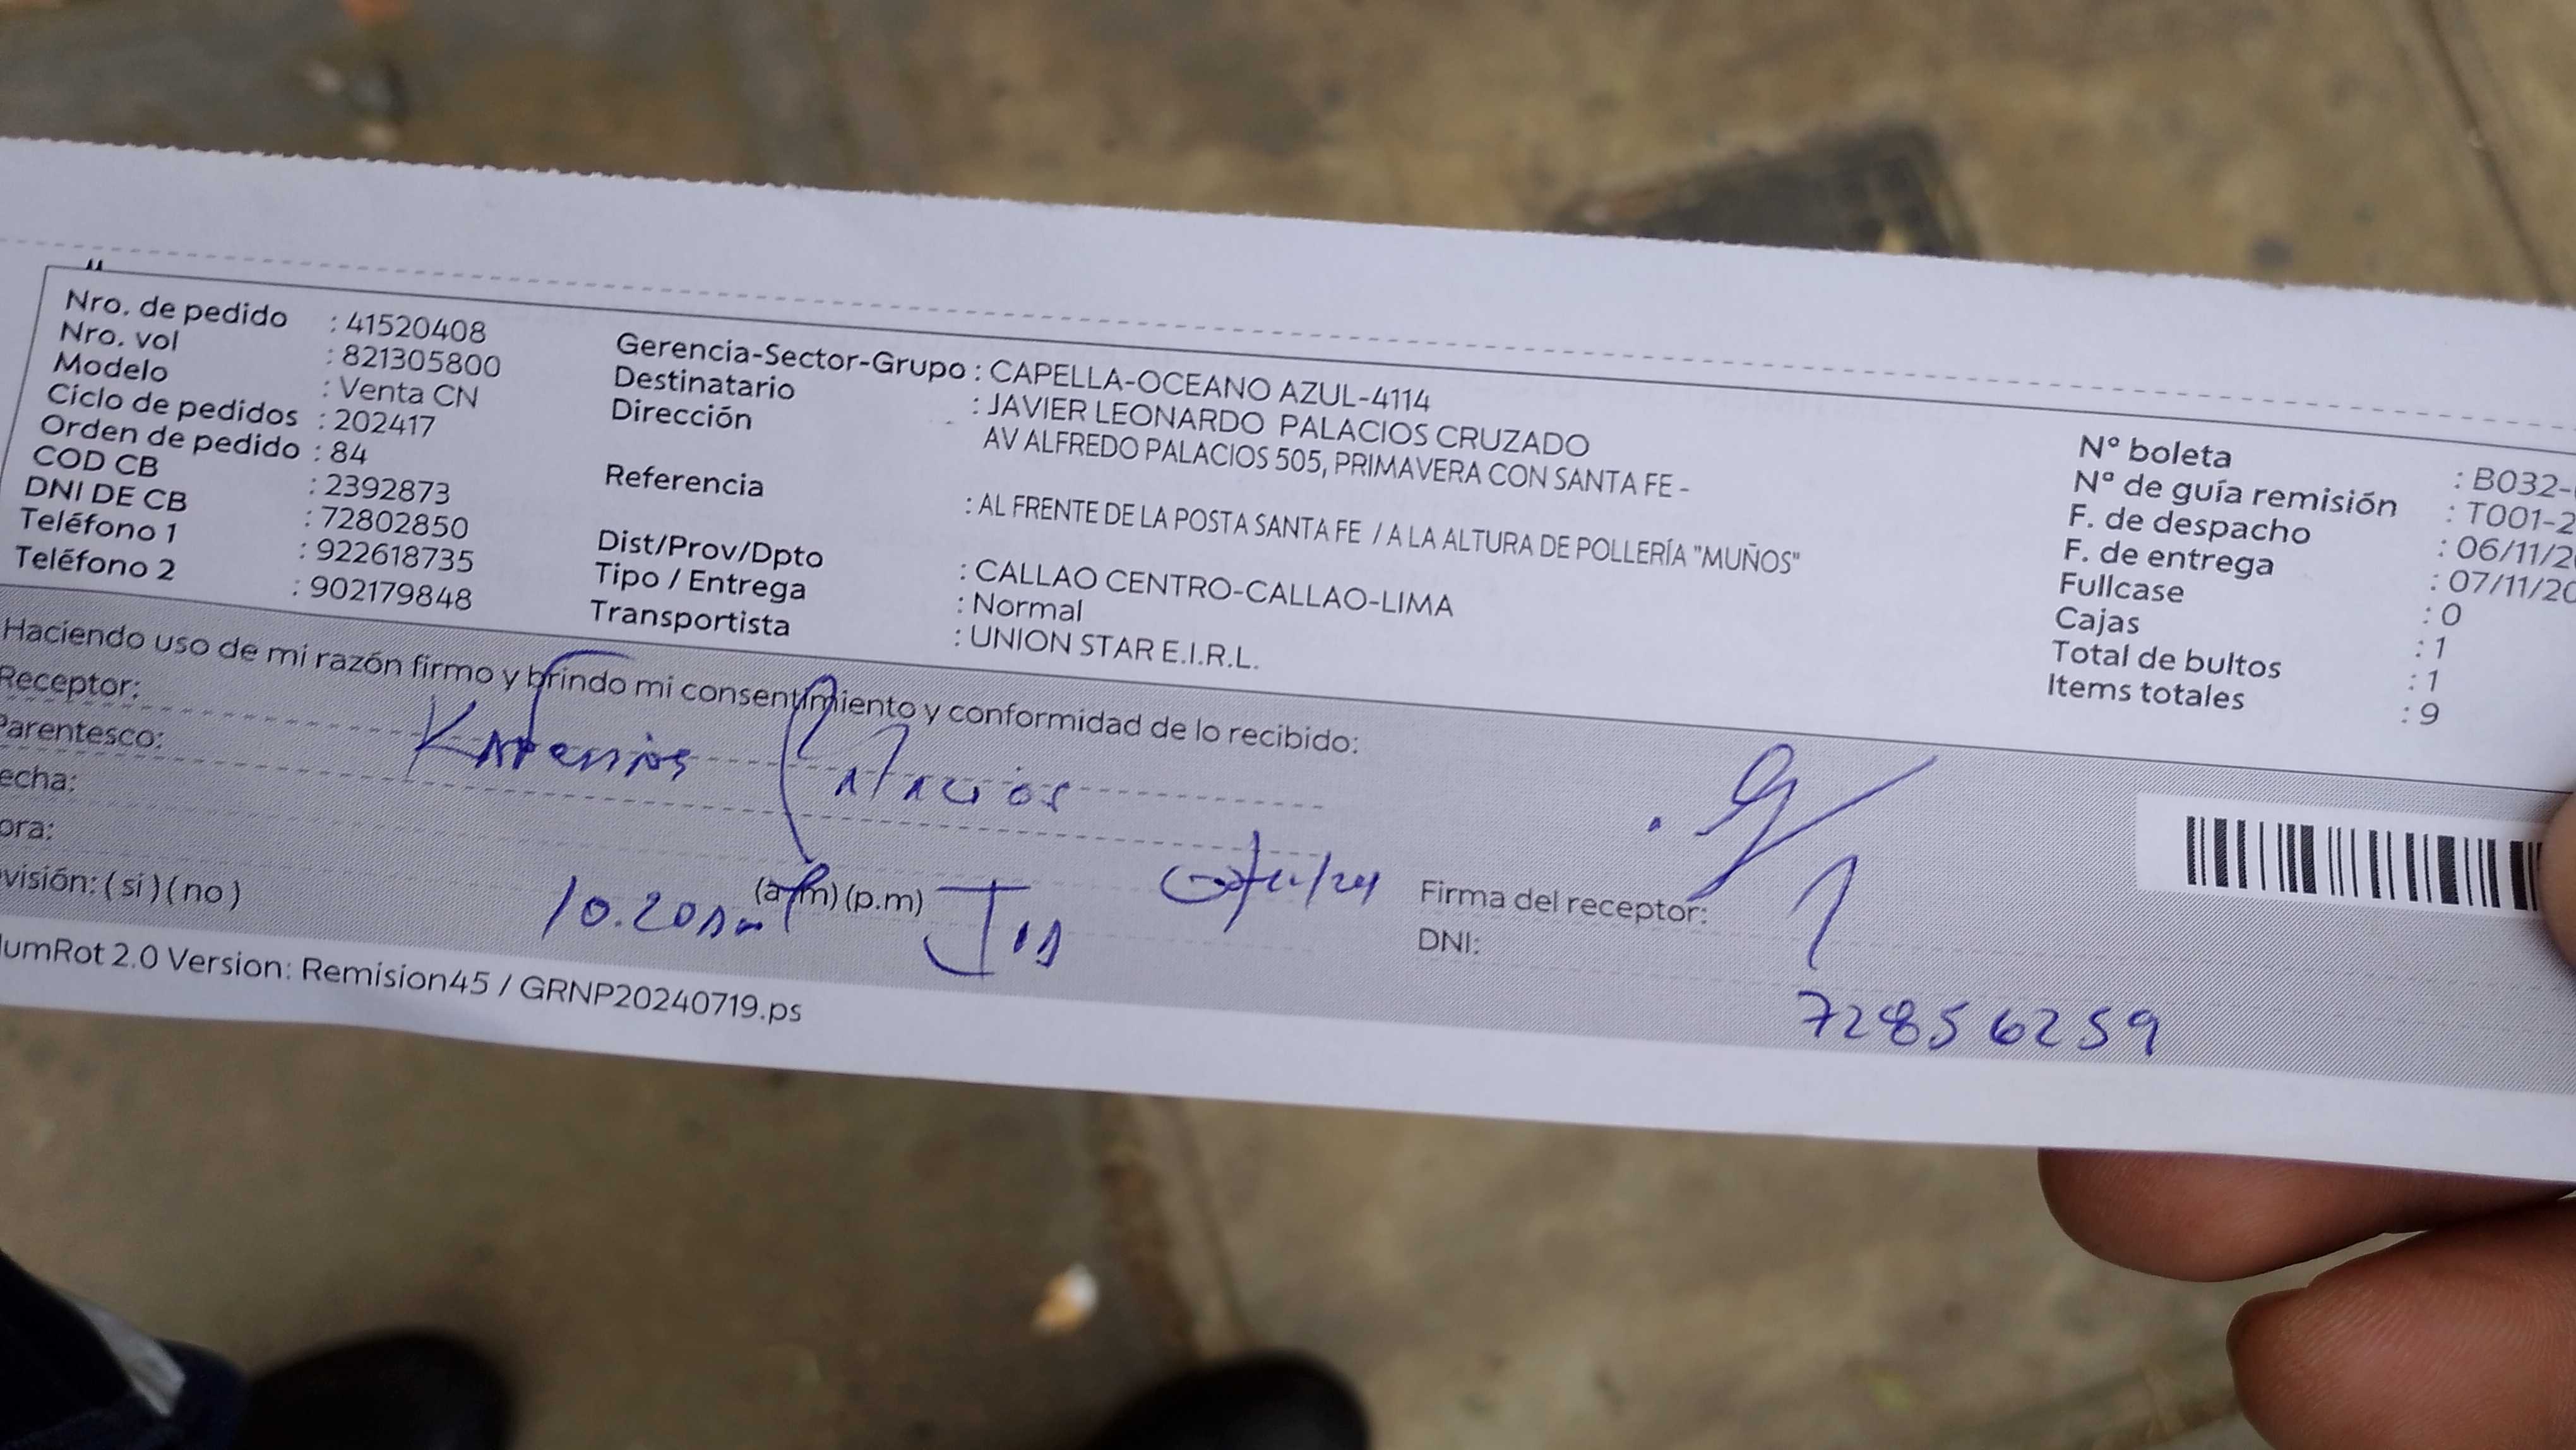 Nro. de pedido : 41520408
Nro. vol : 821305800
Modelo : Venta CN
Ciclo de pedidos : 202417
Orden de pedido : 84
COD CB : 2392873
DNI DE CB : 72802850
Teléfono 1 : 922618735
Teléfono 2 : 902179848
Gerencia-Sector-Grupo : CAPELLA-OCEANO AZUL-4114
Destinatario : JAVIER LEONARDO PALACIOS CRUZADO
Dirección AV ALFREDO PALACIOS 505, PRIMAVERA CON SANTA FE -
Referencia : AL FRENTE DE LA POSTA SANTA FE / A LA ALTURA DE POLLERÍA "MUÑOS"
Dist/Prov/Dpto : CALLAO CENTRO-CALLAO-LIMA
Tipo / Entrega : Normal
Transportista : UNION STAR E.I.R.L.
Nº boleta : B032-
Nº de guía remisión : T001-2
F. de despacho : 06/11/2
F. de entrega : 07/11/20
Fullcase : 0
Cajas : 1
Total de bultos : 1
Items totales : 9
Haciendo uso de mi razón firmo y brindo mi consentimiento y conformidad de lo recibido:
Receptor: Palacios
Parentesco:
echa:
ora: 10.20am (a.m) (p.m)
visión: ( si ) ( no )
Firma del receptor:
DNI: 72856259
umRot 2.0 Version: Remision45 / GRNP20240719.ps